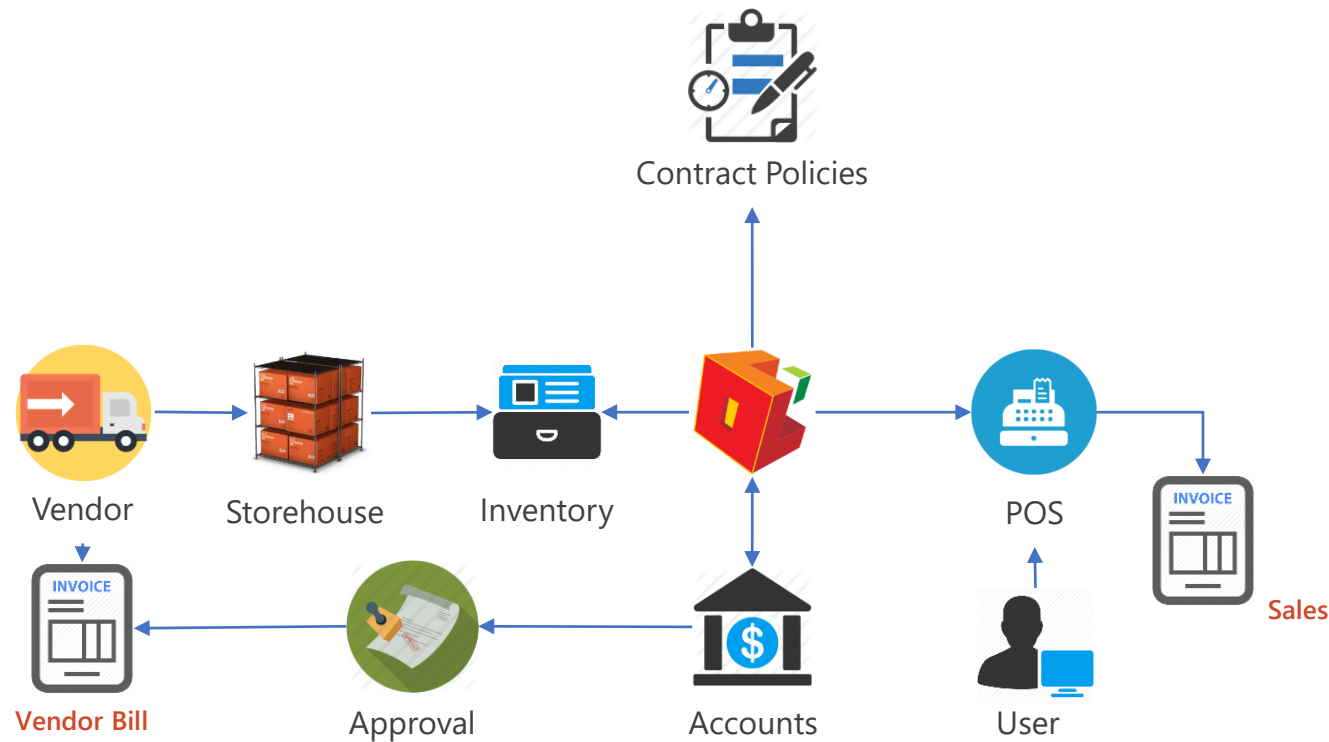 Contract Policies
Vendor
Storehouse
Inventory
POS
INVOICE
Sales
INVOICE
Vendor Bill
Approval
$
Accounts
User